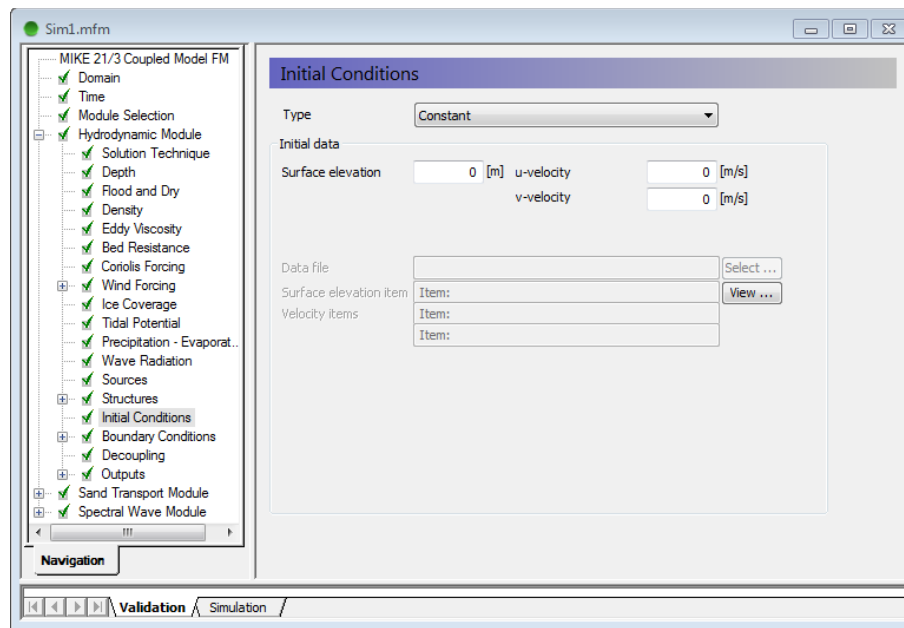 Sim1.mfm
MIKE 21/3 Coupled Model FM
Domain
Time
Module Selection
Hydrodynamic Module
Solution Technique
Depth
Flood and Dry
Density
Eddy Viscosity
Bed Resistance
Coriolis Forcing
Wind Forcing
Ice Coverage
Tidal Potential
Precipitation - Evaporat..
Wave Radiation
Sources
Structures
Initial Conditions
Boundary Conditions
Decoupling
Outputs
Sand Transport Module
Spectral Wave Module
Navigation
Initial Conditions
Type Constant
Initial data
Surface elevation 0 [m] u-velocity 0 [m/s]
v-velocity 0 [m/s]
Data file Select ...
Surface elevation item Item: View ...
Velocity items Item:
Item:
Validation Simulation